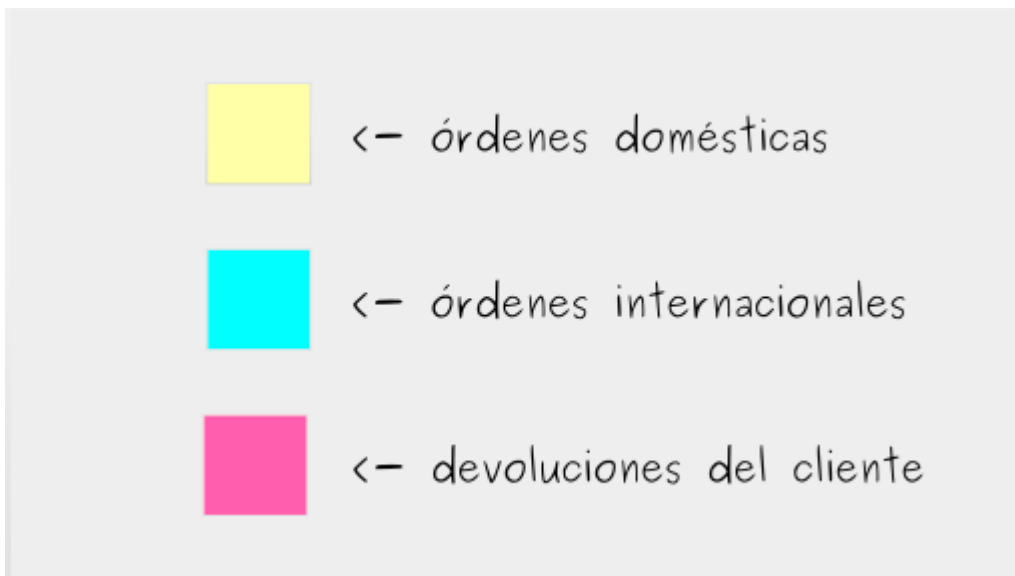 <- órdenes domésticas
<- órdenes internacionales
<- devoluciones del cliente